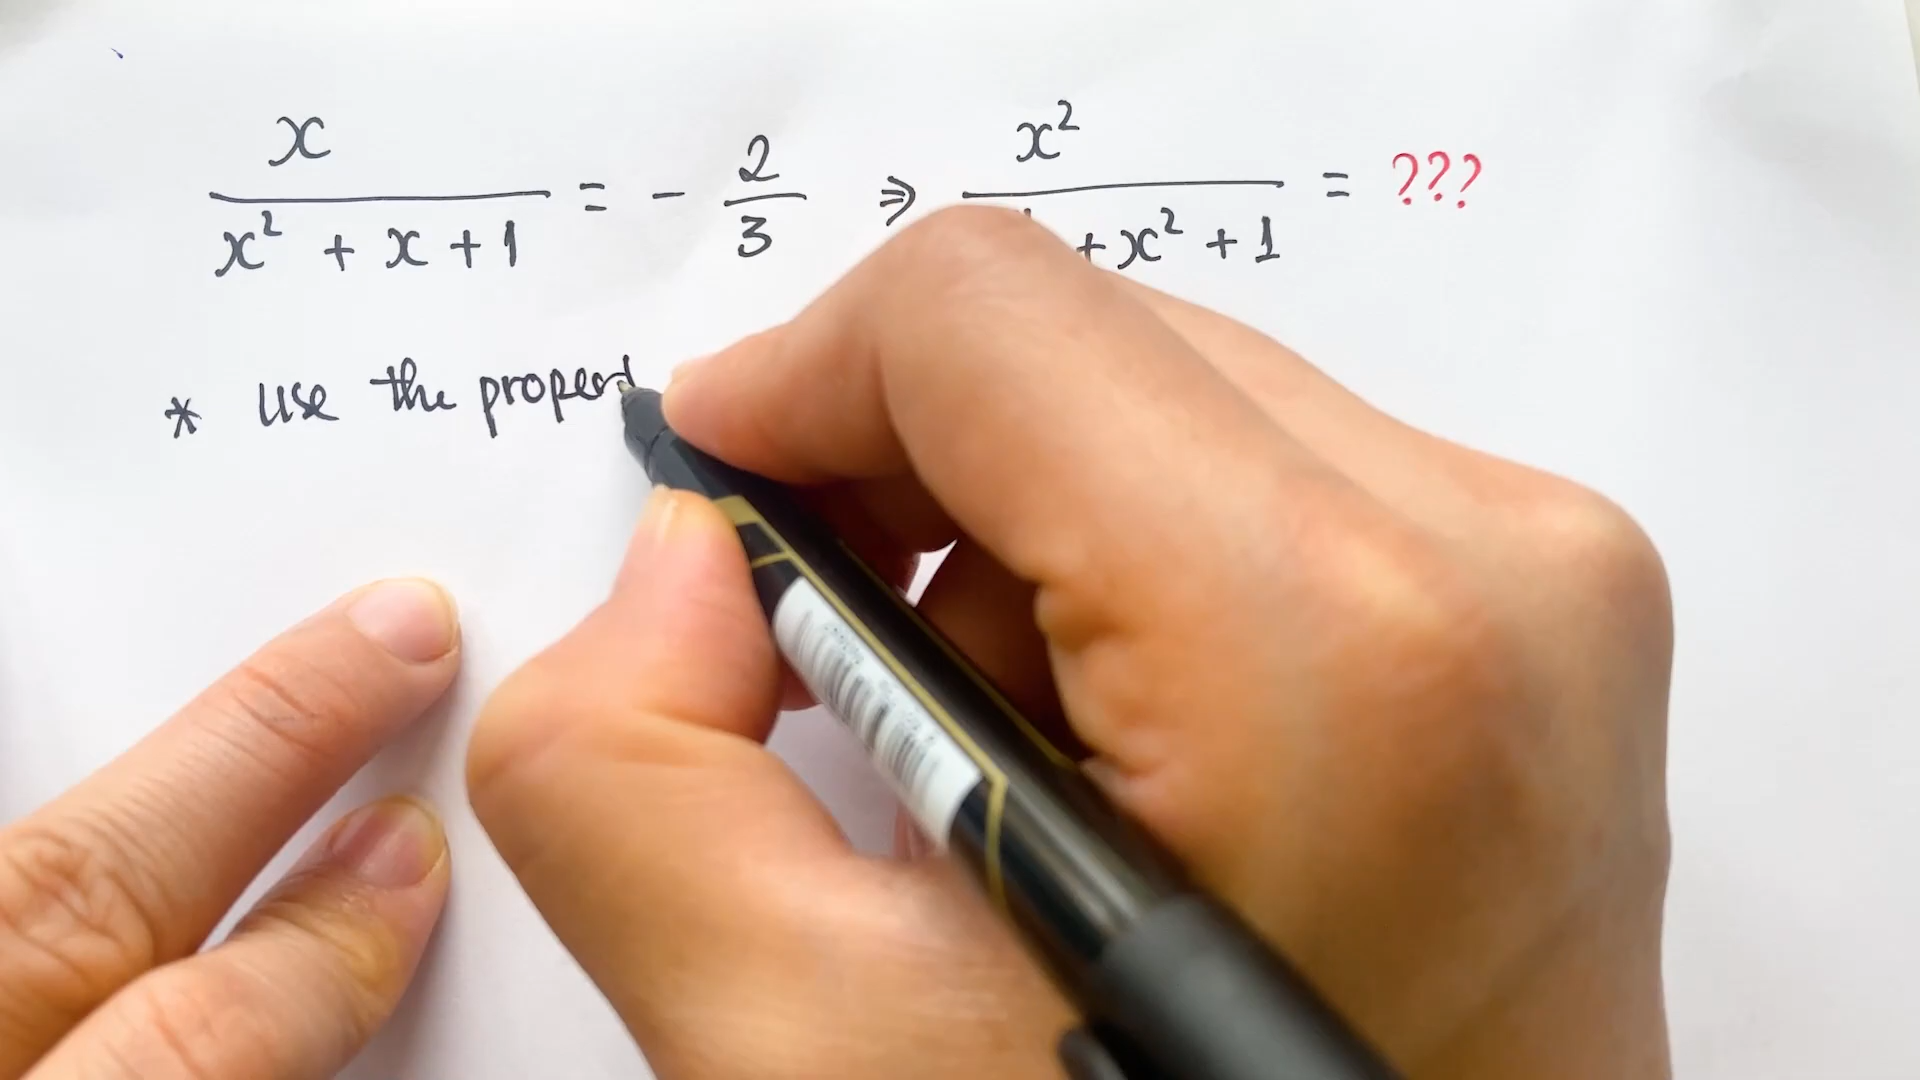 x / (x² + x + 1) = - 2/3 ⇒ x² / ( + x² + 1) = ???
* Use the propert